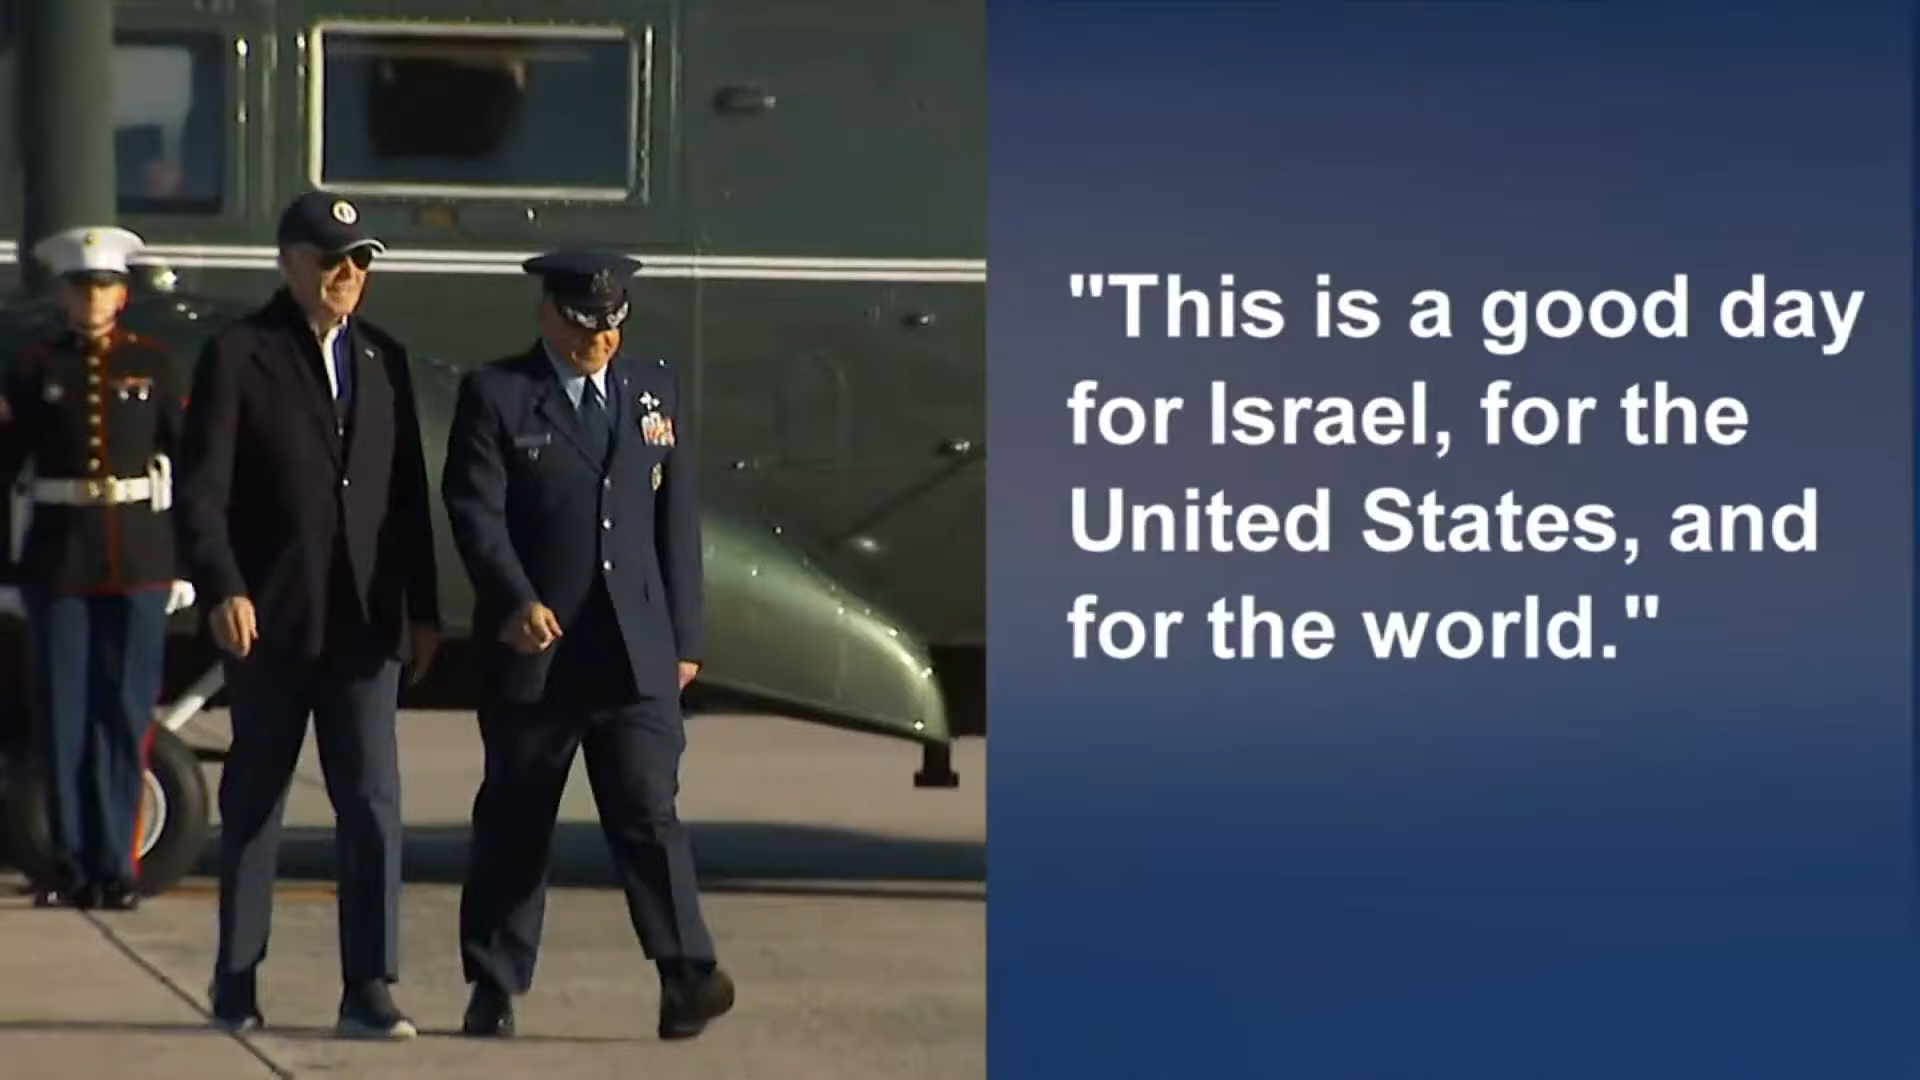 "This is a good day
for Israel, for the
United States, and
for the world."